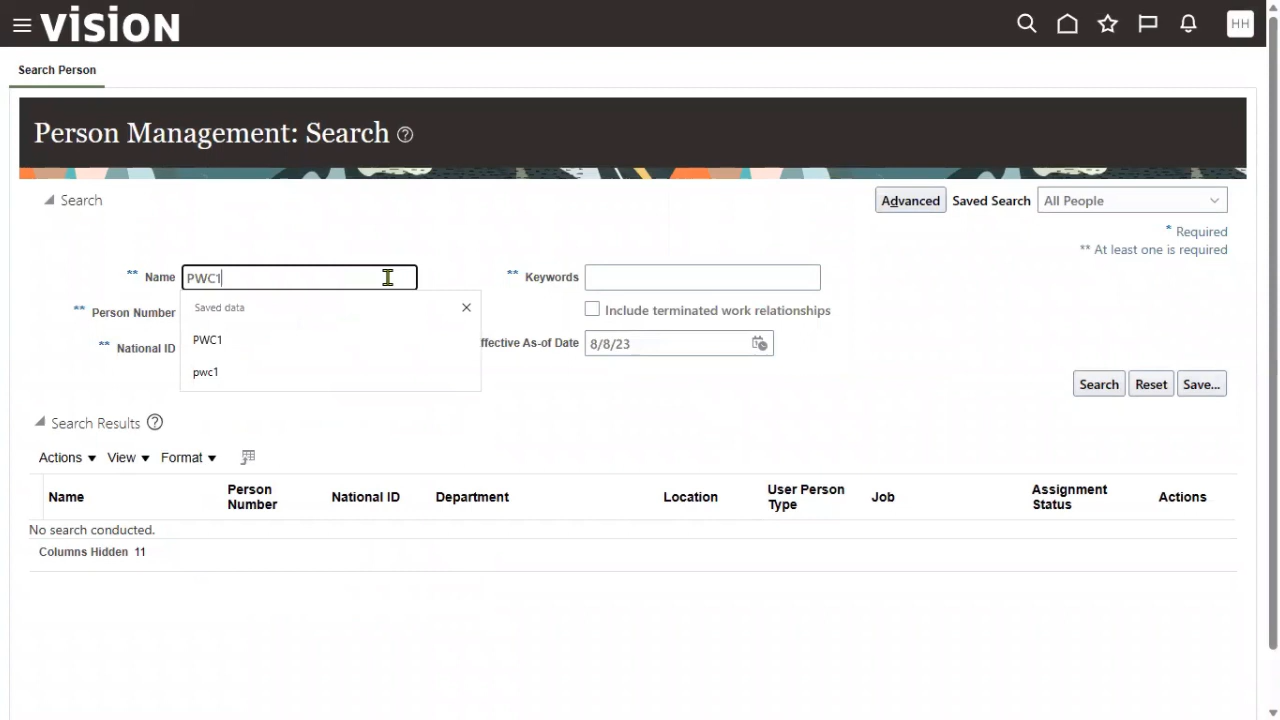 vision
HH
Search Person
Person Management: Search ?
Search
Advanced Saved Search All People
* Required
** At least one is required
** Name PWC1
** Keywords
** Person Number
Saved data
Include terminated work relationships
PWC1
** National ID
ffective As-of Date 8/8/23
pwc1
Search Reset Save...
Search Results ?
Actions View Format
Name Person Number National ID Department Location User Person Type Job Assignment Status Actions
No search conducted.
Columns Hidden 11